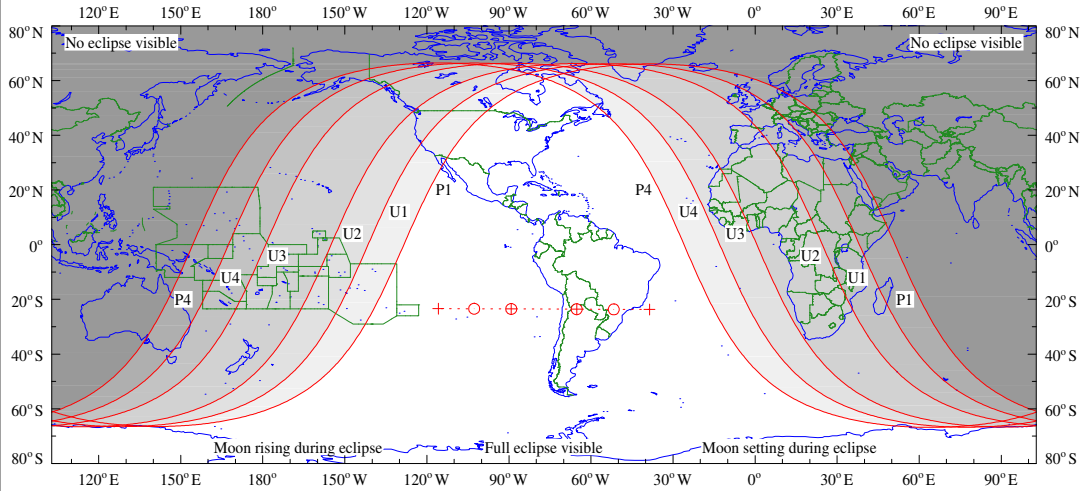 120° E 150° E 180° 150° W 120° W 90° W 60° W 30° W 0° 30° E 60° E 90° E
80° N No eclipse visible No eclipse visible 80° N
60° N 60° N
40° N 40° N
20° N P1 P4 20° N
U1 U4
U2 U3
0° U3 U2 0°
U4 U1
20° S P4 P1 20° S
40° S 40° S
60° S 60° S
Moon rising during eclipse Full eclipse visible Moon setting during eclipse
80° S 80° S
120° E 150° E 180° 150° W 120° W 90° W 60° W 30° W 0° 30° E 60° E 90° E